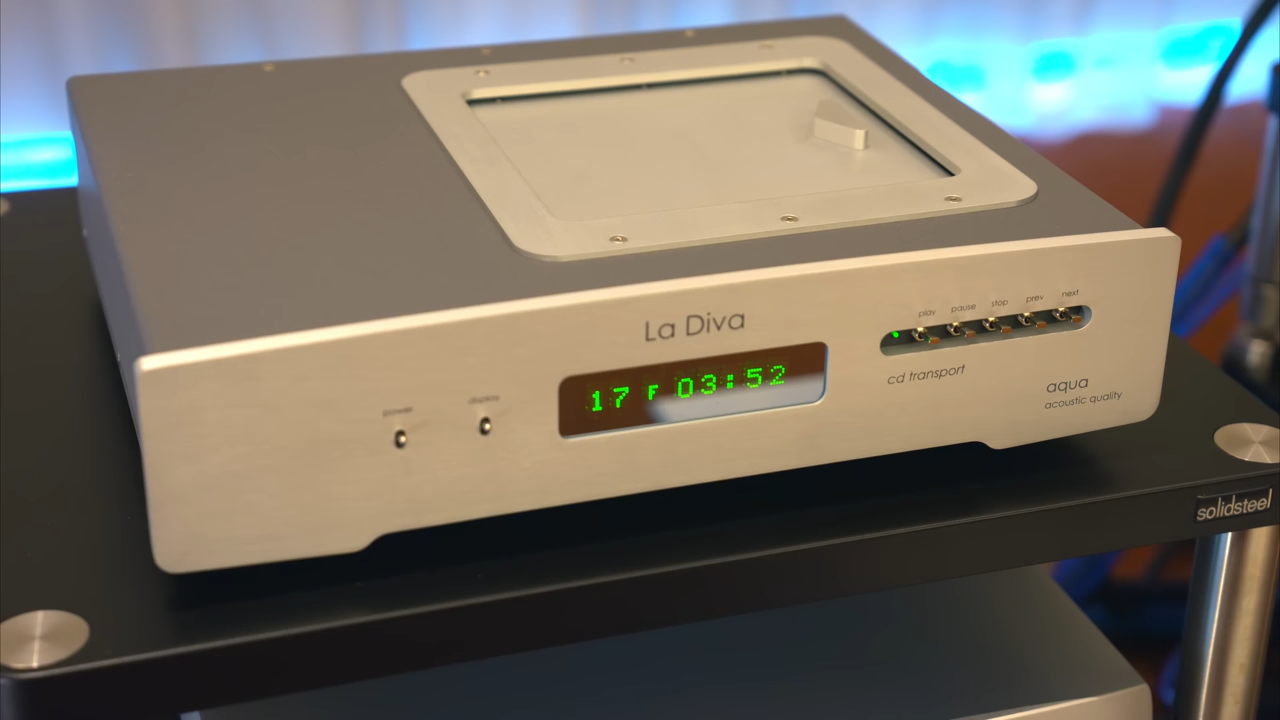 La Diva
play pause stop prev next
17 F 03:52
power display
cd transport
aqua
acoustic quality
solidsteel